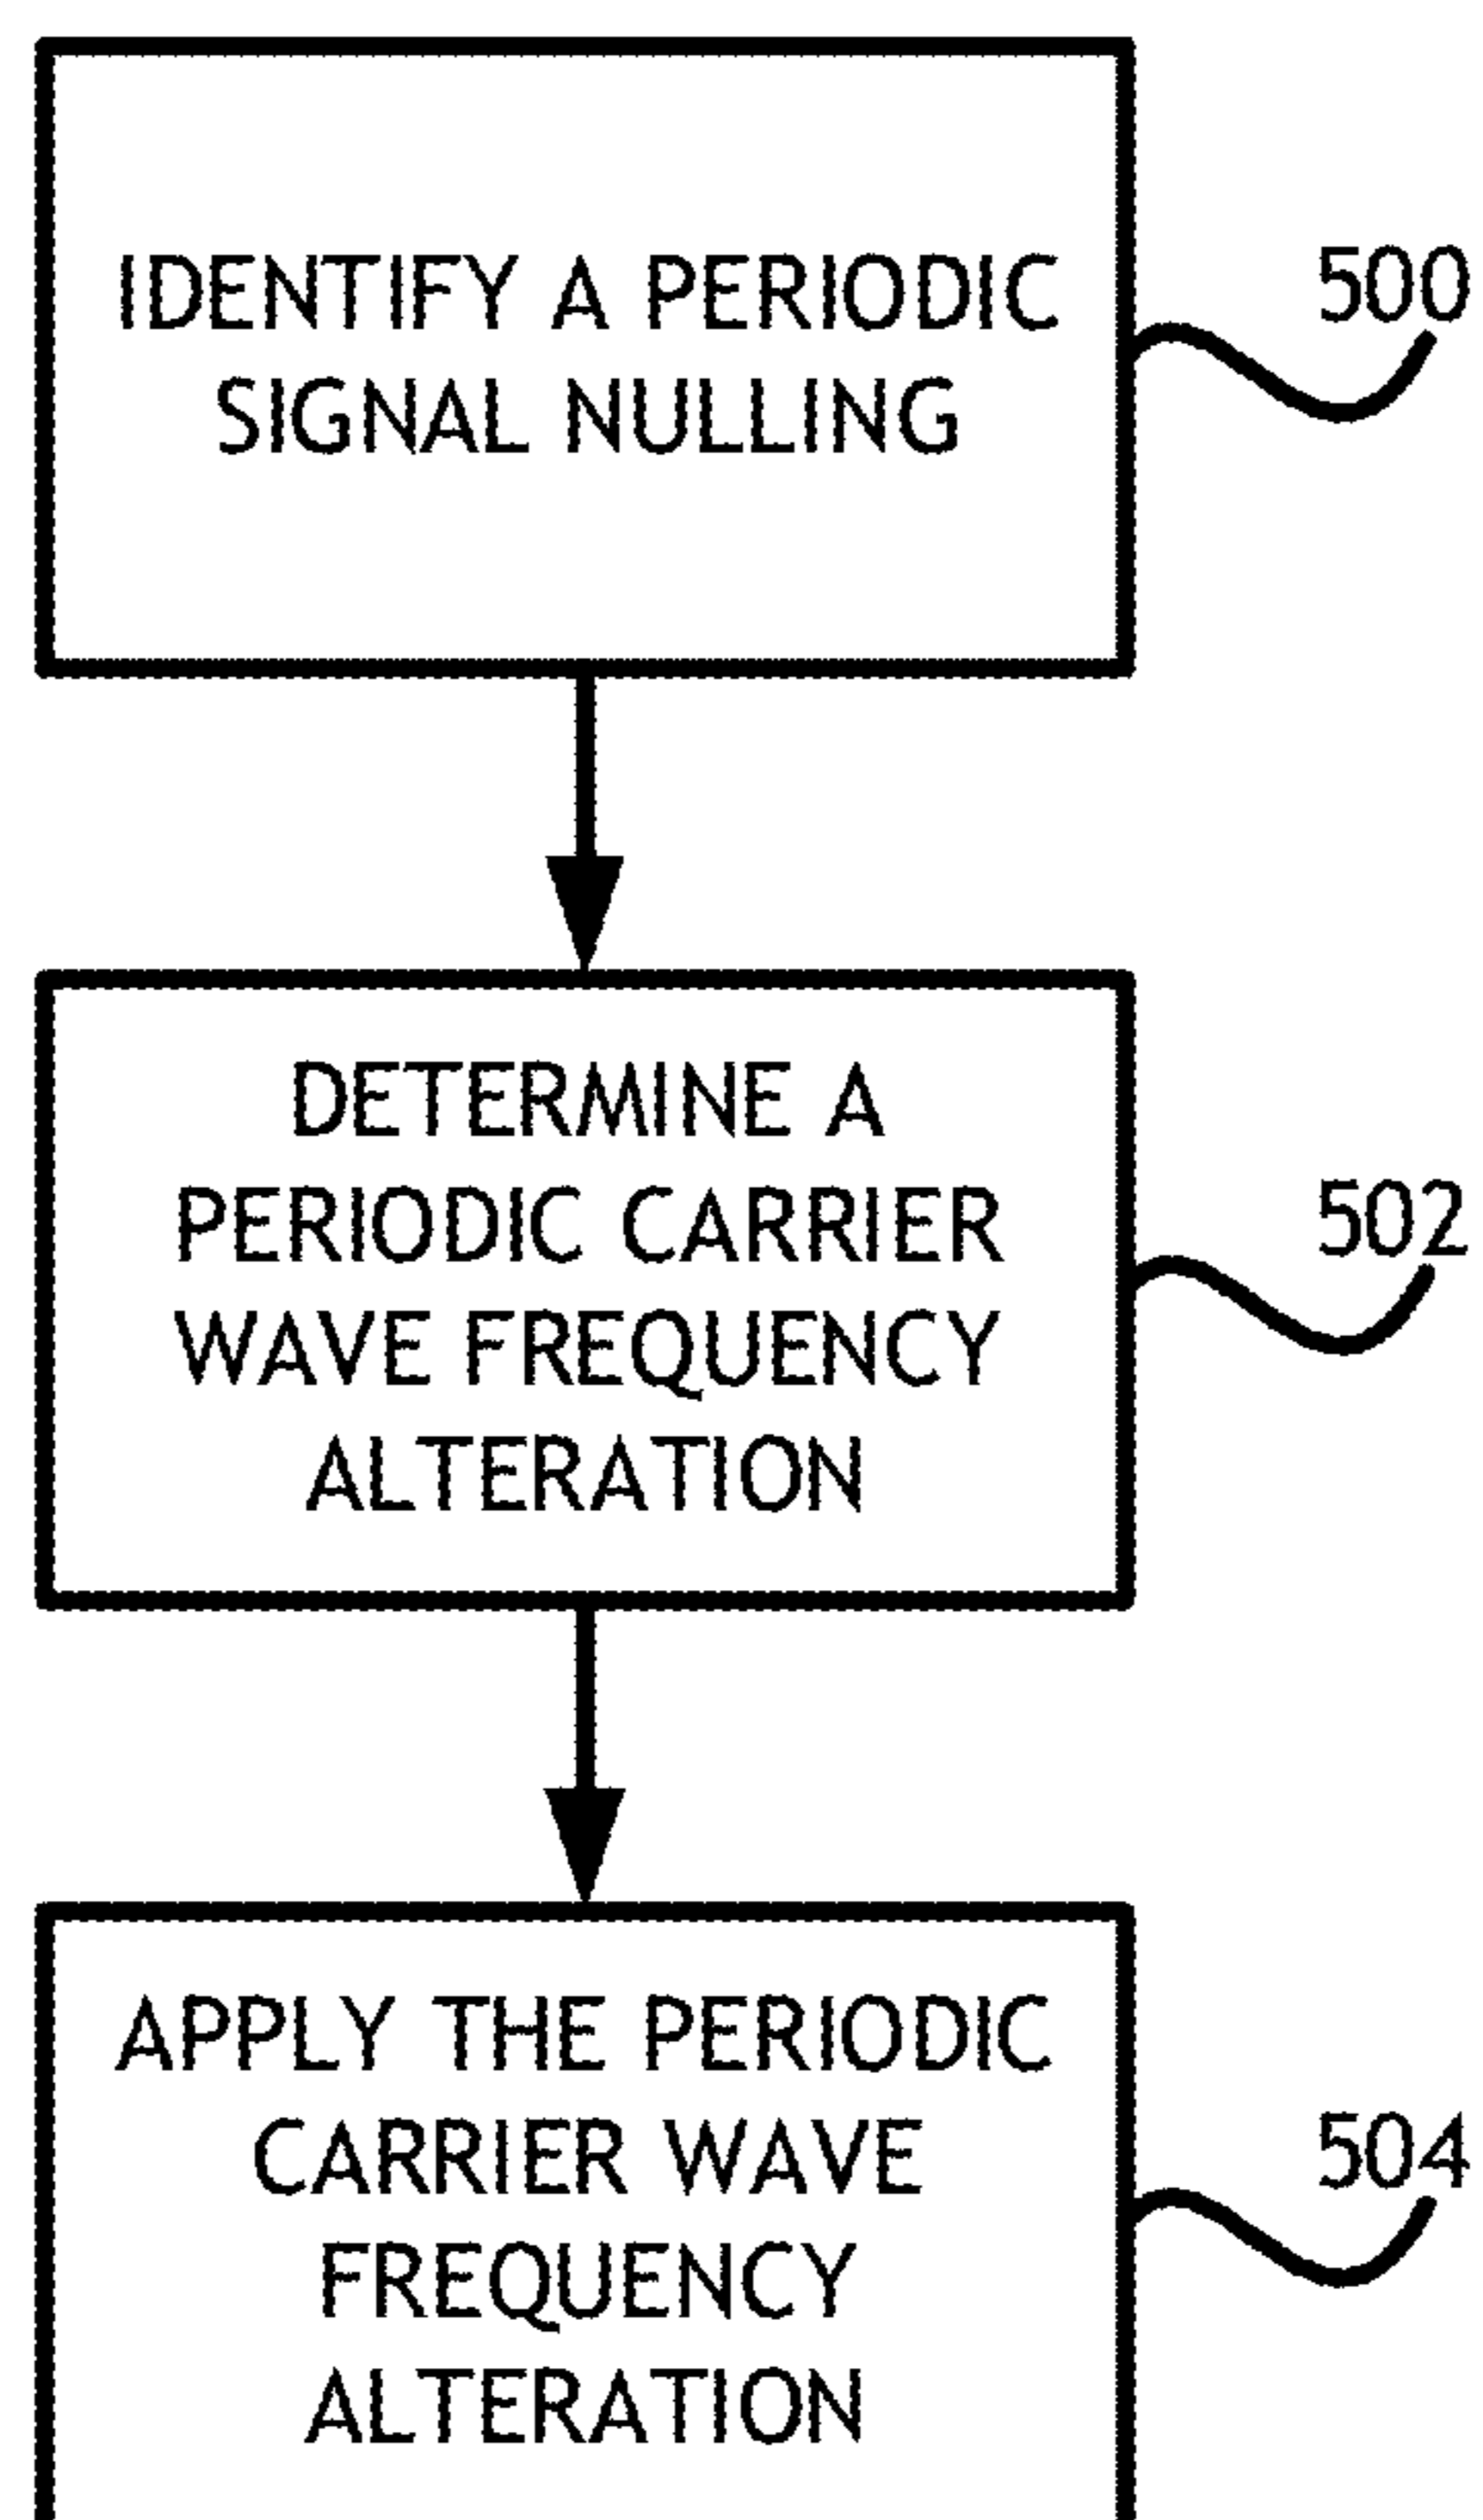 IDENTIFY A PERIODIC
SIGNAL NULLING
500
DETERMINE A
PERIODIC CARRIER
WAVE FREQUENCY
ALTERATION
502
APPLY THE PERIODIC
CARRIER WAVE
FREQUENCY
ALTERATION
504